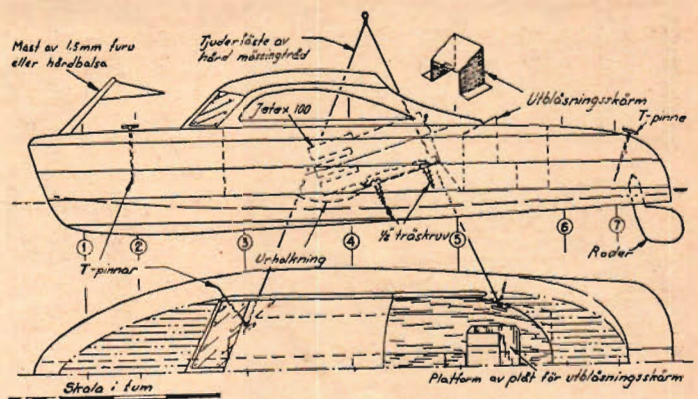 Mast av 1.5mm furu
eller hårdbalsa
Tjuderfäste av
hård mässingtråd
Jetex 100
Utblåsningsskärm
T-pinne
1
2
3
4
5
6
7
½" träskruv
T-pinnar
Urholkning
Roder
Skala i tum
Platform av plåt för utblåsningsskärm